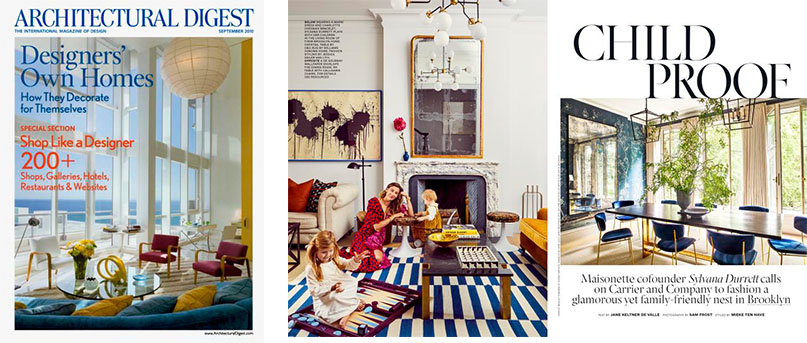 ARCHITECTURAL DIGEST
THE INTERNATIONAL MAGAZINE OF DESIGN
SEPTEMBER 2010
Designers'
Own Homes
How They Decorate
for Themselves
SPECIAL SECTION
Shop Like a Designer
200+
Shops, Galleries, Hotels,
Restaurants & Websites
www.ArchitecturalDigest.com
CHILD
PROOF
Maisonette cofounder Sylvana Durrett calls
on Carrier and Company to fashion a
glamorous yet family-friendly nest in Brooklyn
TEXT BY JANE KELTNER DE VALLE PHOTOGRAPHY BY SAM FROST STYLED BY MIEKE TEN HAVE